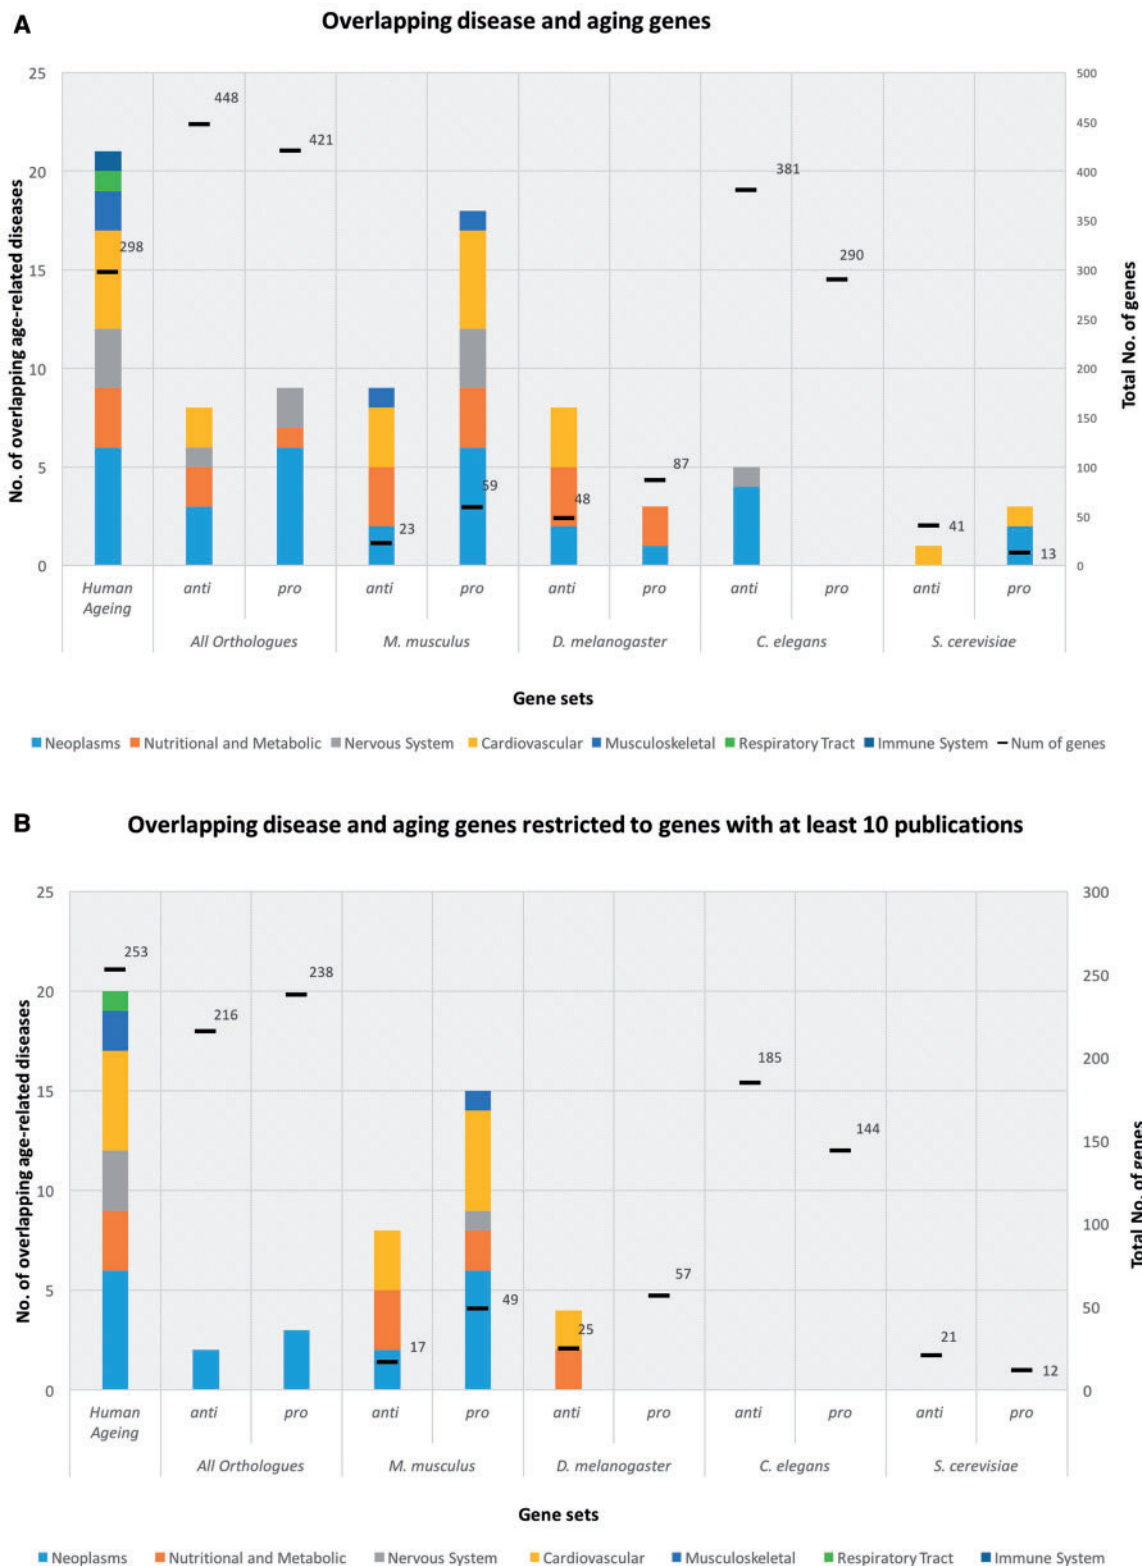 A
Overlapping disease and aging genes
No. of overlapping age-related diseases
25
20
15
10
5
0
448
421
298
381
290
23
59
48
87
41
13
500
450
400
350
300
250
200
150
100
50
0
Total No. of genes
Human Ageing
anti
pro
anti
pro
anti
pro
anti
pro
anti
pro
All Orthologues
M. musculus
D. melanogaster
C. elegans
S. cerevisiae
Gene sets
Neoplasms
Nutritional and Metabolic
Nervous System
Cardiovascular
Musculoskeletal
Respiratory Tract
Immune System
Num of genes
B
Overlapping disease and aging genes restricted to genes with at least 10 publications
No. of overlapping age-related diseases
25
20
15
10
5
0
253
216
238
17
49
25
57
185
144
21
12
300
250
200
150
100
50
0
Total No. of genes
Human Ageing
anti
pro
anti
pro
anti
pro
anti
pro
anti
pro
All Orthologues
M. musculus
D. melanogaster
C. elegans
S. cerevisiae
Gene sets
Neoplasms
Nutritional and Metabolic
Nervous System
Cardiovascular
Musculoskeletal
Respiratory Tract
Immune System